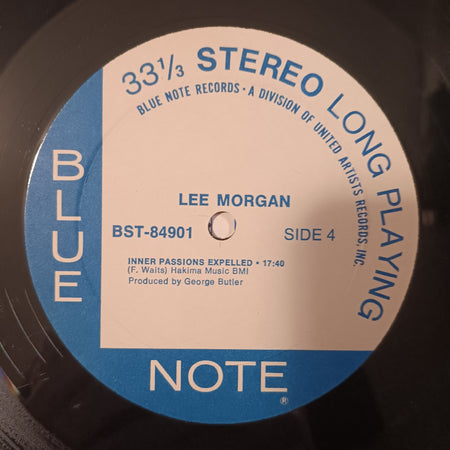 33⅓ STEREO LONG PLAYING
BLUE NOTE RECORDS • A DIVISION OF UNITED ARTISTS RECORDS, INC.
BLUE
LEE MORGAN
BST-84901
SIDE 4
INNER PASSIONS EXPELLED • 17:40
(F. Waits) Hakima Music BMI
Produced by George Butler
NOTE®